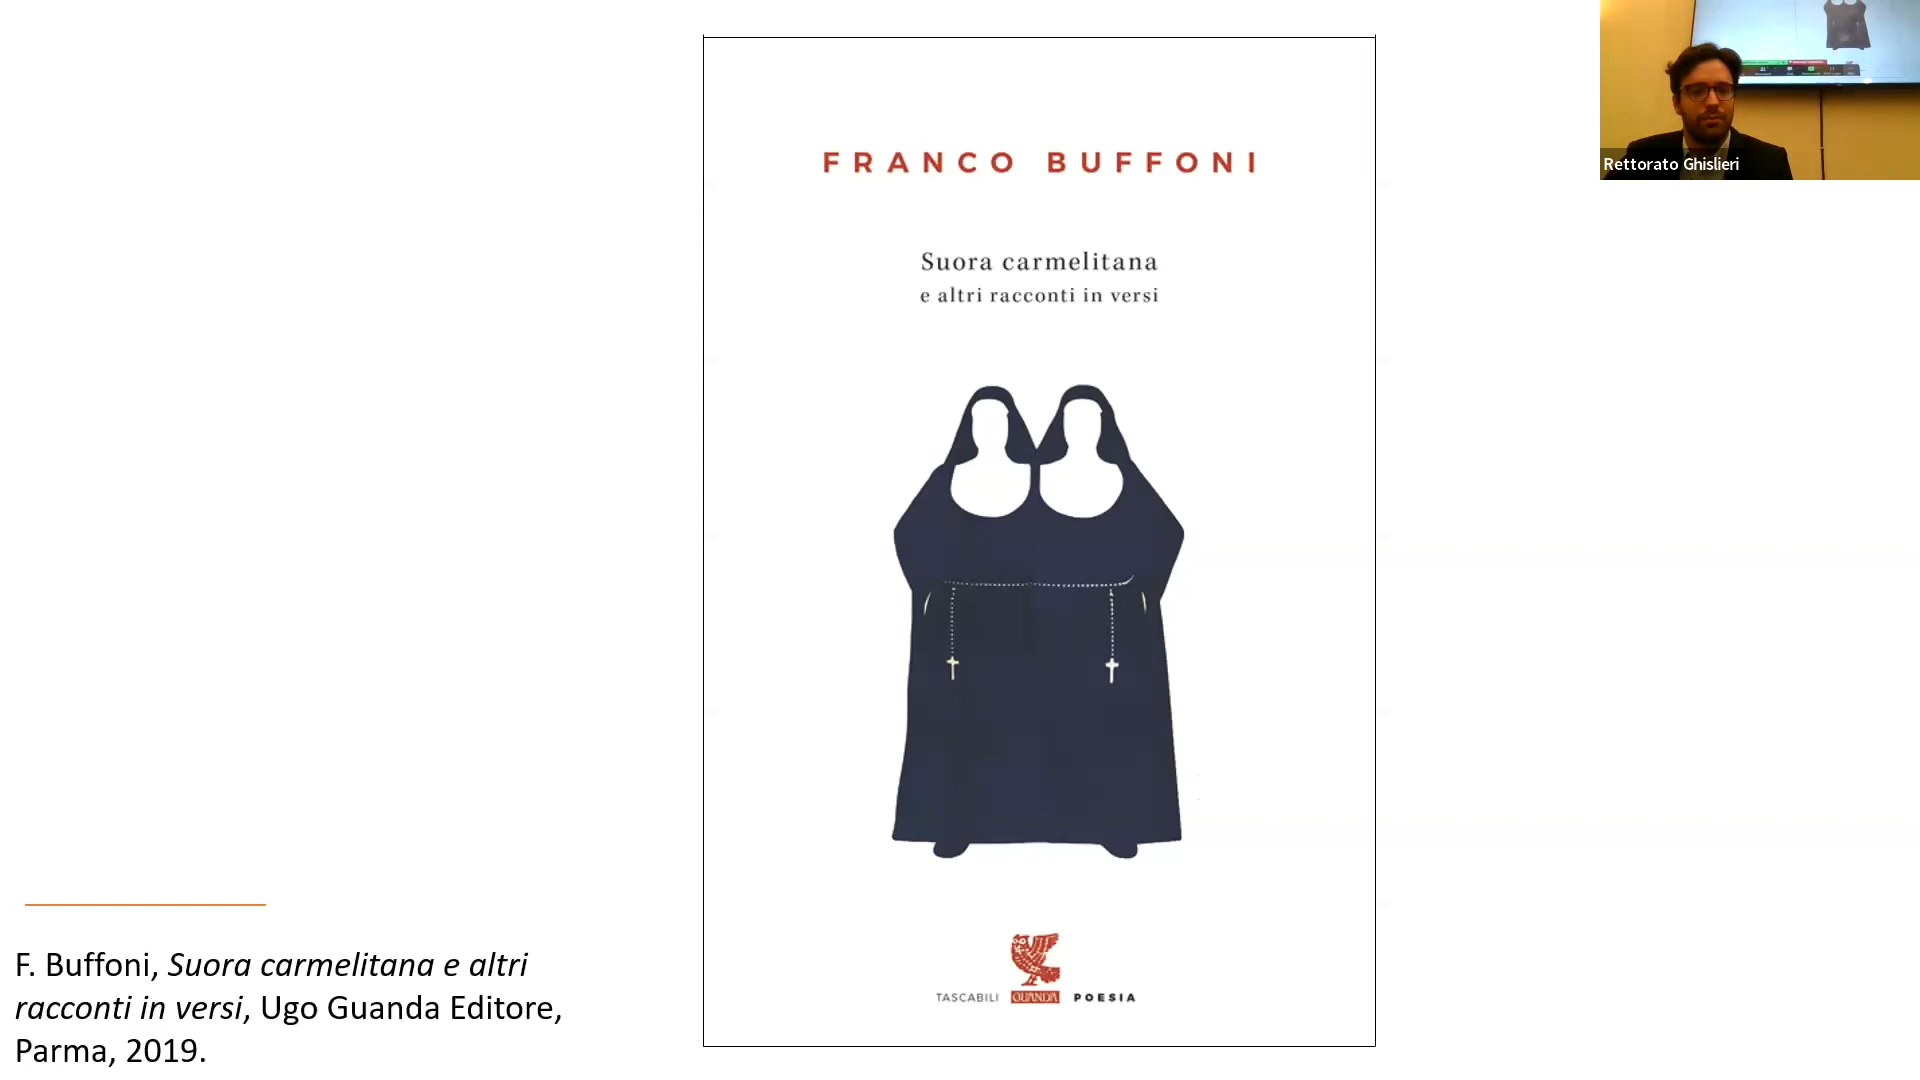 FRANCO BUFFONI
Suora carmelitana
e altri racconti in versi
TASCABILI GUANDA POESIA
F. Buffoni, Suora carmelitana e altri
racconti in versi, Ugo Guanda Editore,
Parma, 2019.
Rettorato Ghislieri